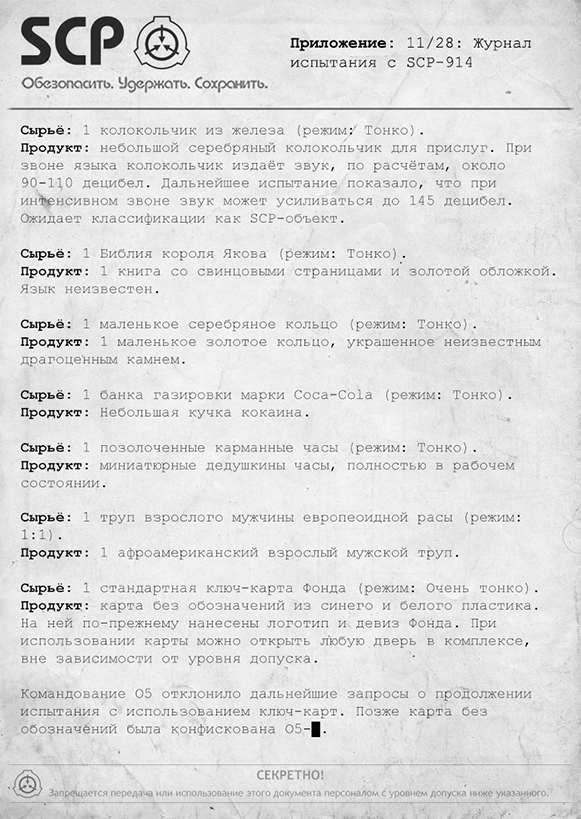 SCP
Обезопасить. Удержать. Сохранить.
Приложение: 11/28: Журнал
испытания с SCP-914
Сырьё: 1 колокольчик из железа (режим: Тонко).
Продукт: небольшой серебряный колокольчик для прислуг. При
звоне языка колокольчик издаёт звук, по расчётам, около
90-110 децибел. Дальнейшее испытание показало, что при
интенсивном звоне звук может усиливаться до 145 децибел.
Ожидает классификации как SCP-объект.
Сырьё: 1 Библия короля Якова (режим: Тонко).
Продукт: 1 книга со свинцовыми страницами и золотой обложкой.
Язык неизвестен.
Сырьё: 1 маленькое серебряное кольцо (режим: Тонко).
Продукт: 1 маленькое золотое кольцо, украшенное неизвестным
драгоценным камнем.
Сырьё: 1 банка газировки марки Coca-Cola (режим: Тонко).
Продукт: Небольшая кучка кокаина.
Сырьё: 1 позолоченные карманные часы (режим: Тонко).
Продукт: миниатюрные дедушкины часы, полностью в рабочем
состоянии.
Сырьё: 1 труп взрослого мужчины европеоидной расы (режим:
1:1).
Продукт: 1 афроамериканский взрослый мужской труп.
Сырьё: 1 стандартная ключ-карта Фонда (режим: Очень тонко).
Продукт: карта без обозначений из синего и белого пластика.
На ней по-прежнему нанесены логотип и девиз Фонда. При
использовании карты можно открыть любую дверь в комплексе,
вне зависимости от уровня допуска.
Командование О5 отклонило дальнейшие запросы о продолжении
испытания с использованием ключ-карт. Позже карта без
обозначений была конфискована О5-█.
СЕКРЕТНО!
Запрещается передача или использование этого документа персоналом с уровнем допуска ниже указанного.